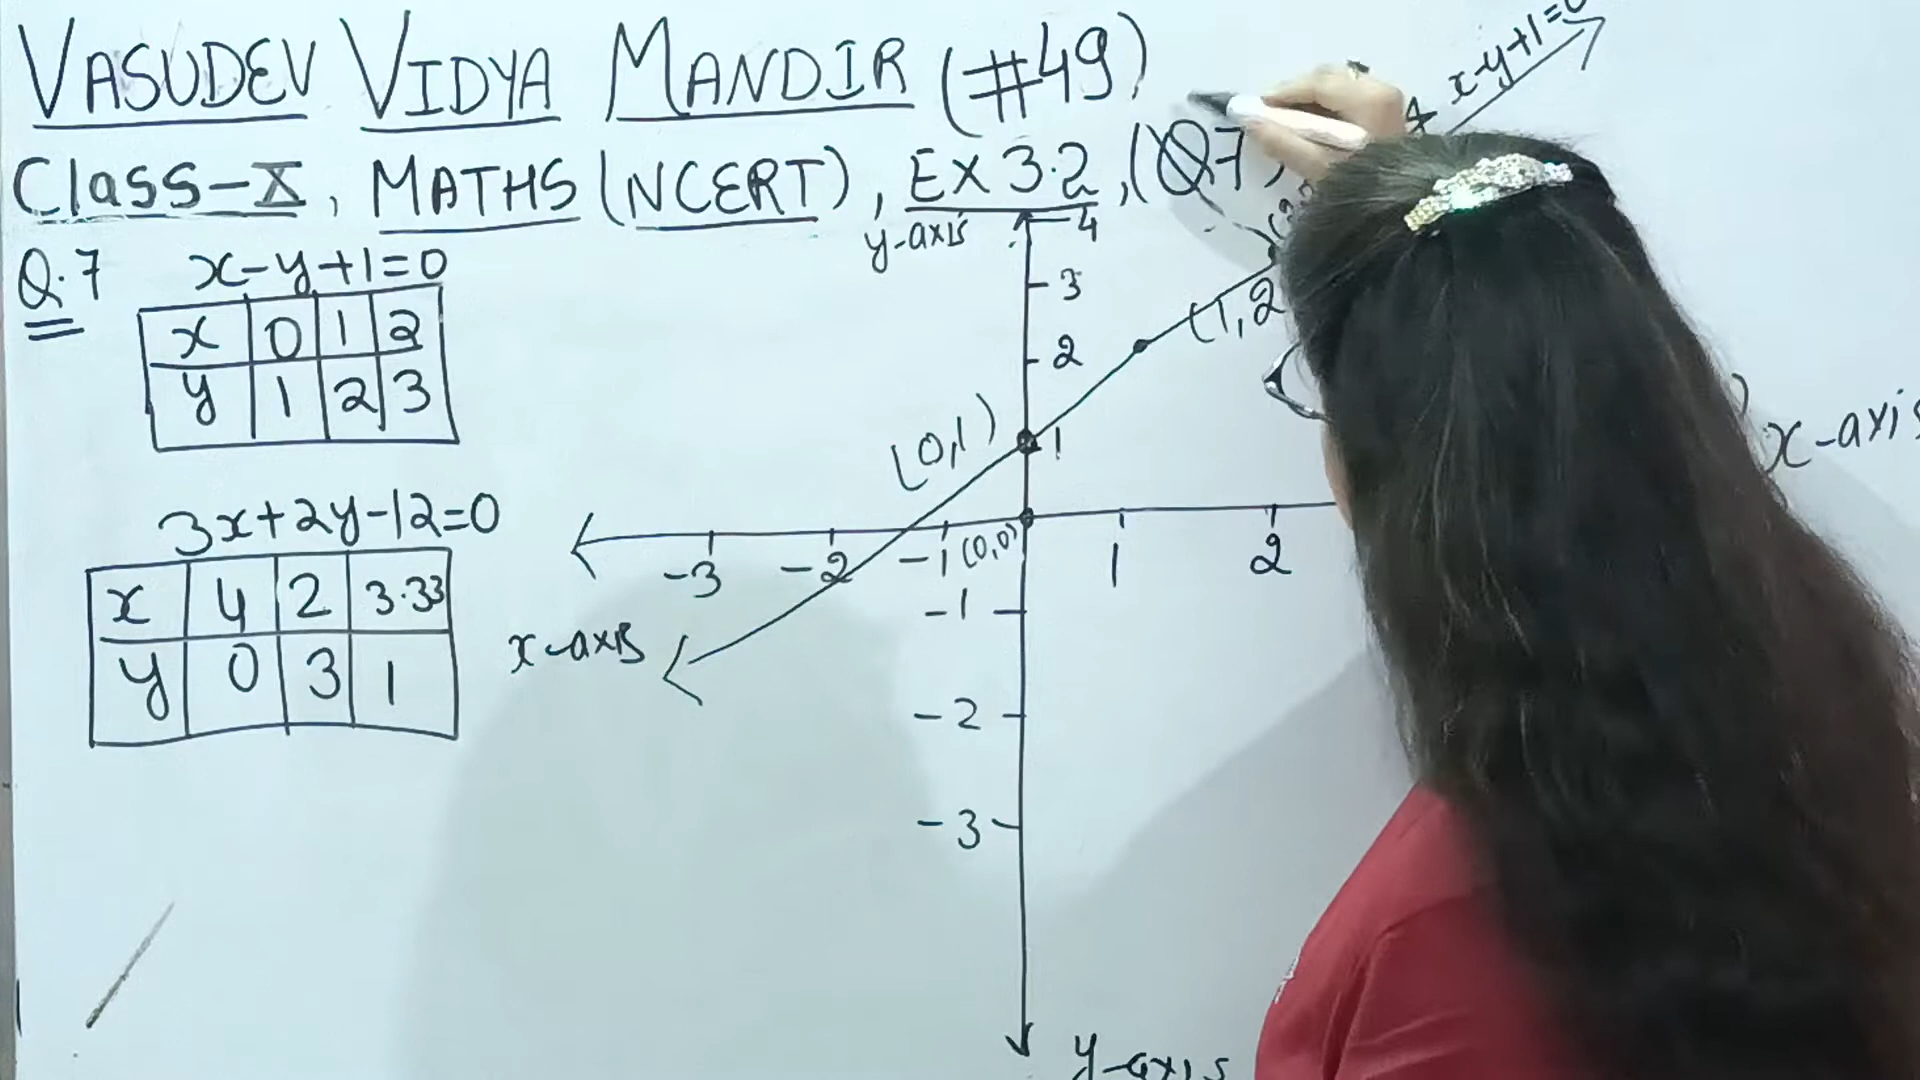 VASUDEV VIDYA MANDIR (#49)
Class-X, MATHS (NCERT), EX 3.2, (Q7
Q.7 x-y+1=0
x 0 1 2
y 1 2 3
3x+2y-12=0
x 4 2 3.33
y 0 3 1
x-y+1=0
y-axis
4
3
2
1
(1,2
(0,1)
x-axis
-3 -2 -1 (0,0) 1 2
x-axis
-1
-2
-3
y-axis